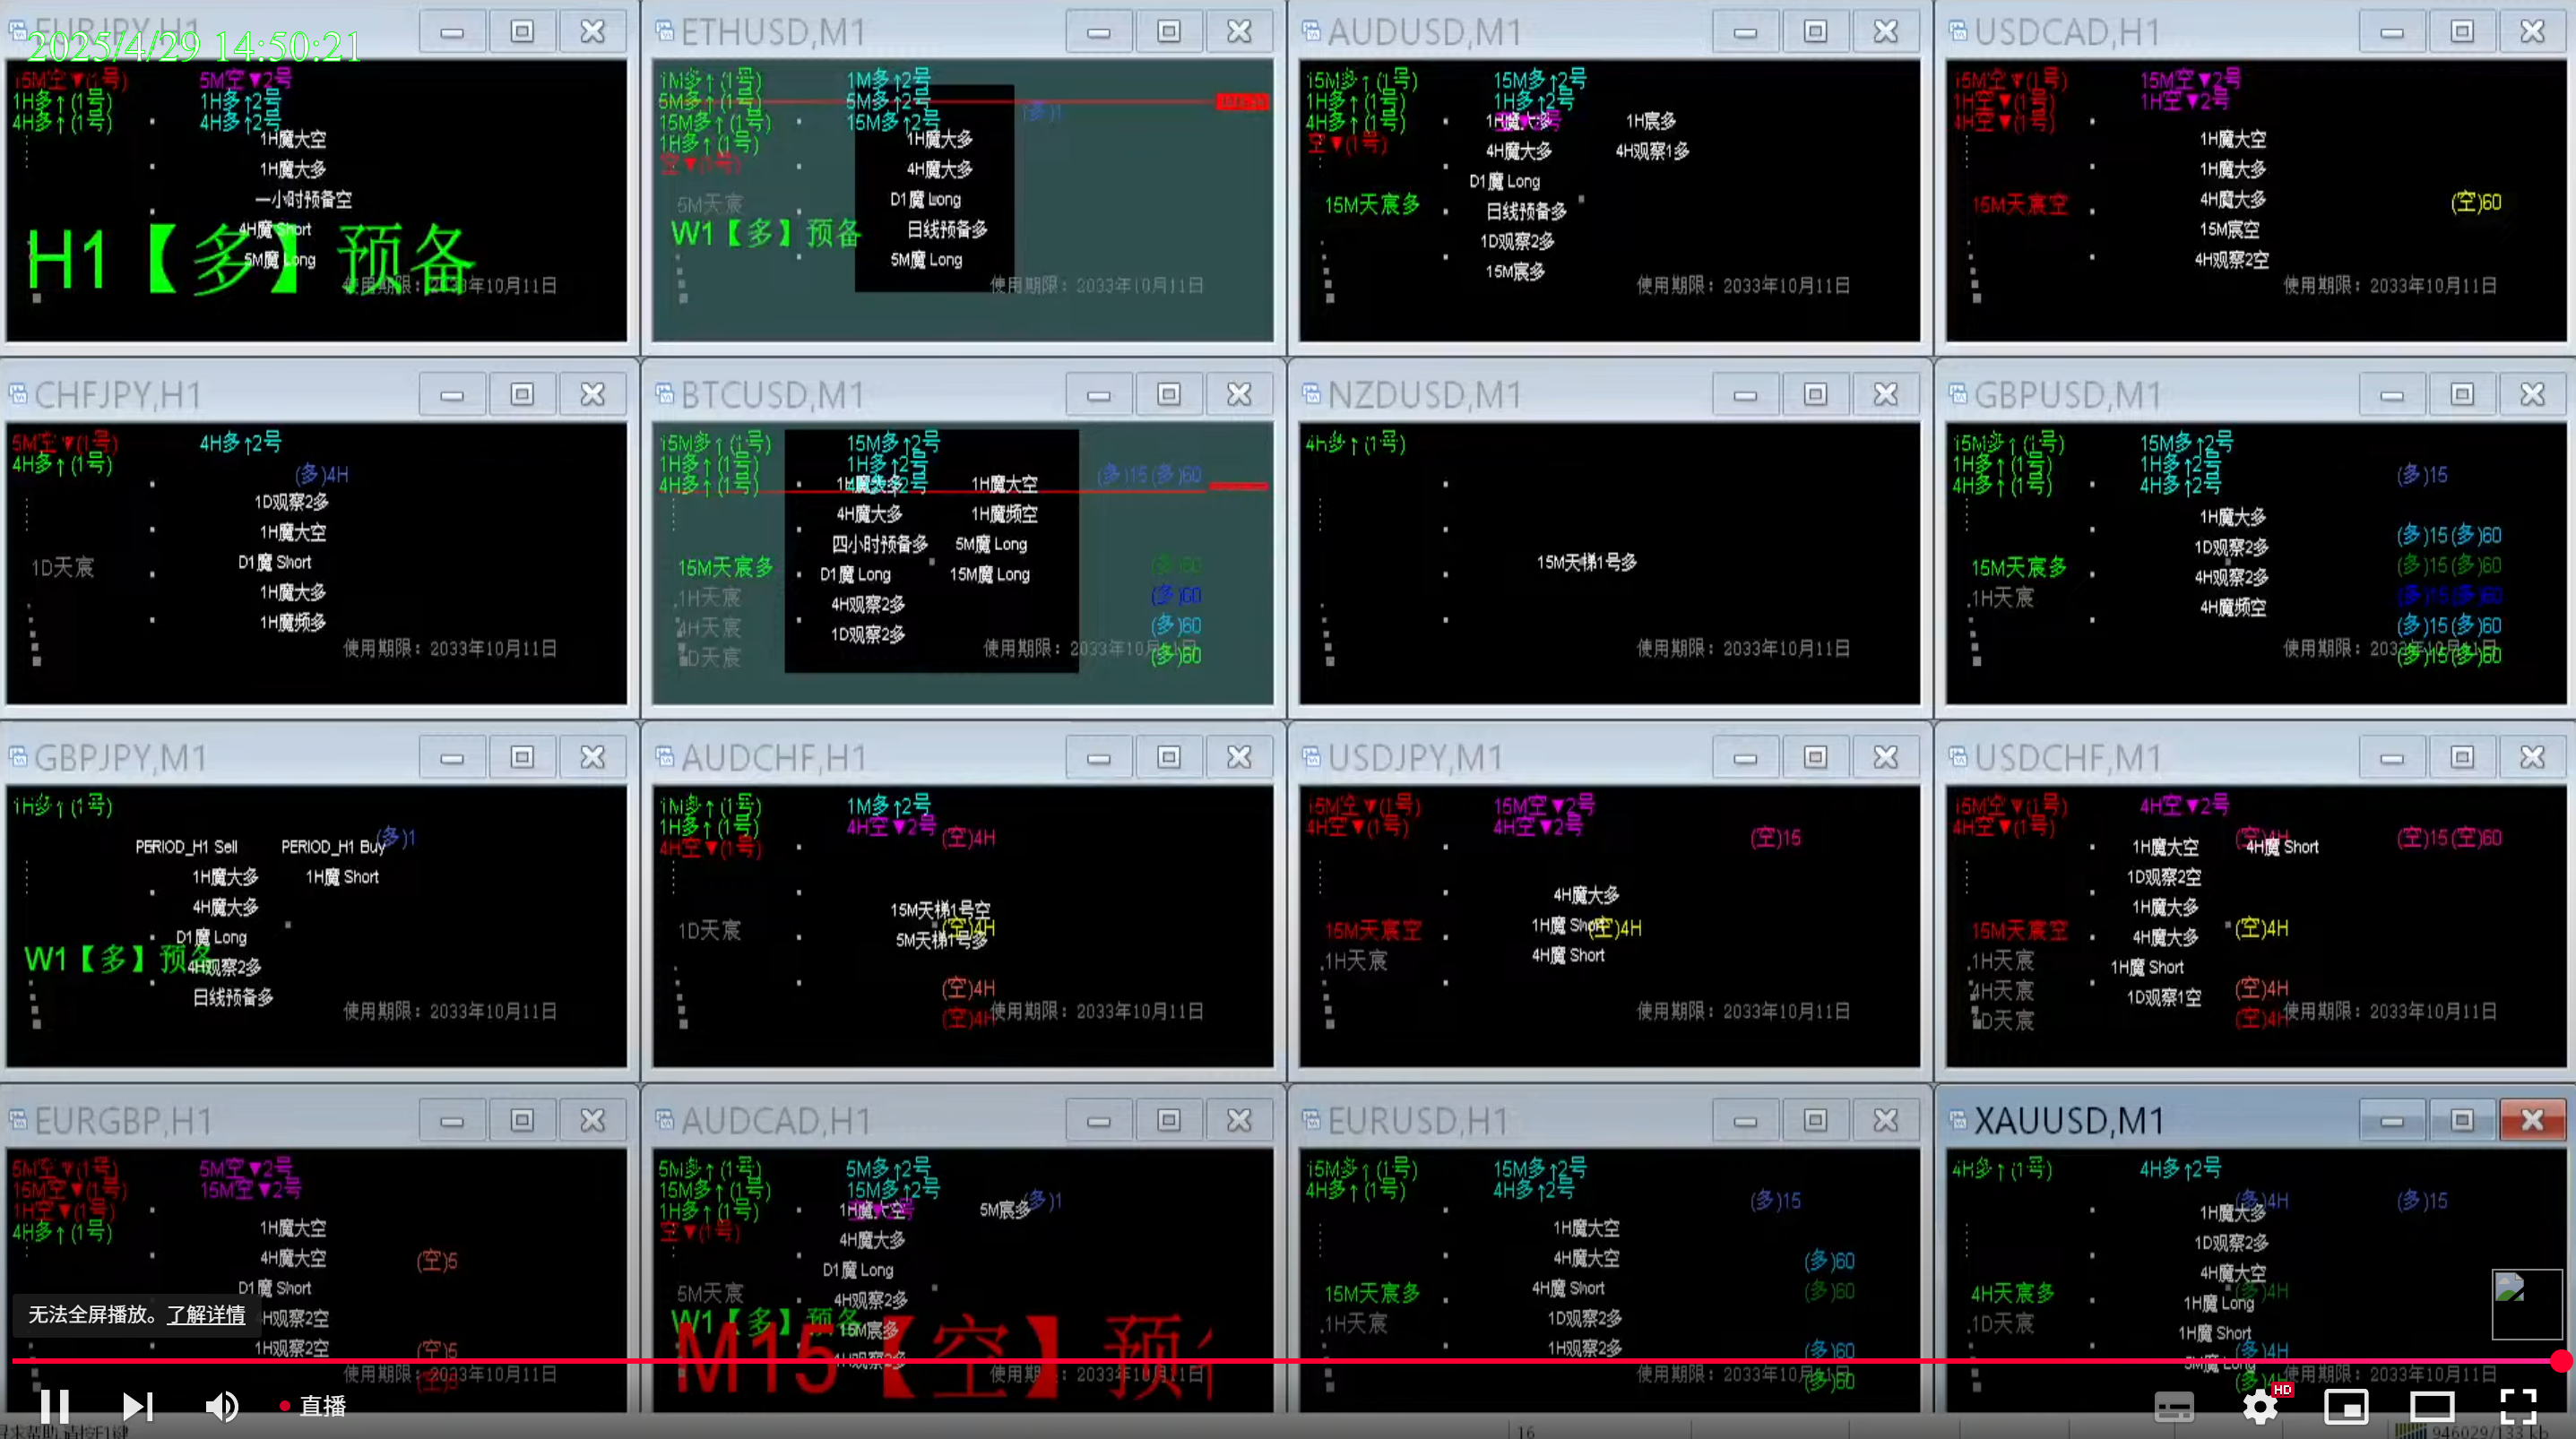 EURJPY,H1
2025/4/29 14:50:21
15M空▼(1号) 5M空▼2号
1H多↑(1号) 1H多↑2号
4H多↑(1号) 4H多↑2号
1H魔大空
1H魔大多
一小时预备空
4H魔 Short
5M魔 Long
H1【多】预备
使用期限：2033年10月11日
ETHUSD,M1
1M多↑(1号) 1M多↑2号
5M多↑(1号) 5M多↑2号
15M多↑(1号) 15M多↑2号
1H多↑(1号)
空▼(1号)
(多)1
1H魔大多
4H魔大多
D1魔 Long
日线预备多
5M魔 Long
5M天宸
W1【多】预备
使用期限：2033年10月11日
AUDUSD,M1
15M多↑(1号) 15M多↑2号
1H多↑(1号) 1H多↑2号
4H多↑(1号)
空▼(1号)
1H魔大多 1H宸多
4H魔大多 4H观察1多
D1魔 Long
日线预备多
1D观察2多
15M宸多
15M天宸多
使用期限：2033年10月11日
USDCAD,H1
15M空▼(1号) 15M空▼2号
1H空▼(1号) 1H空▼2号
4H空▼(1号)
1H魔大空
1H魔大多
4H魔大多
15M宸空
4H观察2空
15M天宸空
(空)60
使用期限：2033年10月11日
CHFJPY,H1
5M空▼(1号) 4H多↑2号
4H多↑(1号)
(多)4H
1D观察2多
1H魔大空
D1魔 Short
1H魔大多
1H魔频多
1D天宸
使用期限：2033年10月11日
BTCUSD,M1
15M多↑(1号) 15M多↑2号
1H多↑(1号) 1H多↑2号
4H多↑(1号) 4H多↑2号
(多)15 (多)60
1H魔大多 1H魔大空
4H魔大多 1H魔频空
四小时预备多 5M魔 Long
D1魔 Long 15M魔 Long
4H观察2多
1D观察2多
15M天宸多
1H天宸
4H天宸
1D天宸
(多)60
(多)60
(多)60
(多)60
使用期限：2033年10月11日
NZDUSD,M1
4H多↑(1号)
15M天梯1号多
使用期限：2033年10月11日
GBPUSD,M1
15M多↑(1号) 15M多↑2号
1H多↑(1号) 1H多↑2号
4H多↑(1号) 4H多↑2号
(多)15
1H魔大多
1D观察2多
4H观察2多
4H魔频空
15M天宸多
.1H天宸
(多)15 (多)60
(多)15 (多)60
(多)15 (多)60
(多)15 (多)60
(多)15 (多)60
使用期限：2033年10月11日
GBPJPY,M1
1H多↑(1号)
(多)1
PERIOD_H1 Sell PERIOD_H1 Buy
1H魔大多 1H魔 Short
4H魔大多
D1魔 Long
4H观察2多
日线预备多
W1【多】预备
使用期限：2033年10月11日
AUDCHF,H1
1M多↑(1号) 1M多↑2号
1H多↑(1号) 4H空▼2号
4H空▼(1号)
(空)4H
15M天梯1号空
5M天梯1号多
1D天宸
(空)4H
(空)4H
(空)4H
使用期限：2033年10月11日
USDJPY,M1
15M空▼(1号) 15M空▼2号
4H空▼(1号) 4H空▼2号
(空)15
4H魔大多
1H魔 Short
4H魔 Short
(空)4H
15M天宸空
.1H天宸
使用期限：2033年10月11日
USDCHF,M1
15M空▼(1号) 4H空▼2号
4H空▼(1号)
(空)4H (空)15 (空)60
1H魔大空 4H魔 Short
1D观察2空
1H魔大多
4H魔大多
1H魔 Short
1D观察1空
15M天宸空
.1H天宸
4H天宸
1D天宸
(空)4H
(空)4H
(空)4H
使用期限：2033年10月11日
EURGBP,H1
5M空▼(1号) 5M空▼2号
15M空▼(1号) 15M空▼2号
1H空▼(1号)
4H多↑(1号)
1H魔大空
4H魔大空
D1魔 Short
4H观察2空
1H观察2空
(空)5
(空)5
使用期限：2033年10月11日
无法全屏播放。了解详情
AUDCAD,H1
5M多↑(1号) 5M多↑2号
15M多↑(1号) 15M多↑2号
1H多↑(1号)
空▼(1号)
1H魔大空 5M宸多 (多)1
4H魔大多
D1魔 Long
4H观察2多
15M宸多
5M天宸
W1【多】预备
M15【空】预
使用期限：2033年10月11日
EURUSD,H1
15M多↑(1号) 15M多↑2号
4H多↑(1号) 4H多↑2号
(多)15
1H魔大空
4H魔大空
4H魔 Short
1D观察2多
1H观察2多
15M天宸多
.1H天宸
(多)60
(多)60
(多)60
(多)60
使用期限：2033年10月11日
XAUUSD,M1
4H多↑(1号) 4H多↑2号
(多)4H (多)15
1H魔大多
1D观察2多
4H魔大空
1H魔 Long
1H魔 Short
5M魔 Long
4H天宸多
.1D天宸
(多)4H
(多)4H
使用期限：2033年10月11日
直播
HD
16
946029/133 kb